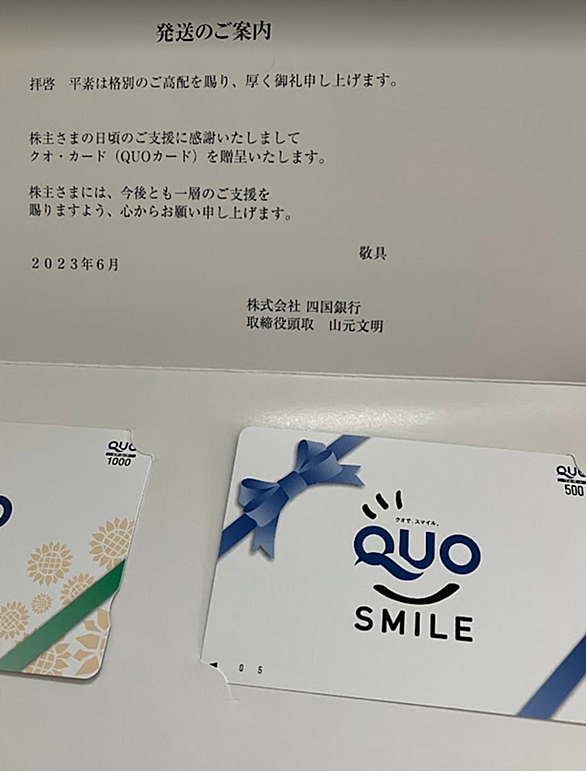 発送のご案内
拝啓　平素は格別のご高配を賜り、厚く御礼申し上げます。
株主さまの日頃のご支援に感謝いたしまして
クオ・カード（QUOカード）を贈呈いたします。
株主さまには、今後とも一層のご支援を
賜りますよう、心からお願い申し上げます。
敬具
２０２３年６月
株式会社 四国銀行
取締役頭取　山元文明
QUO
1000
QUO
500
クオで、スマイル。
QUO
SMILE
0 5